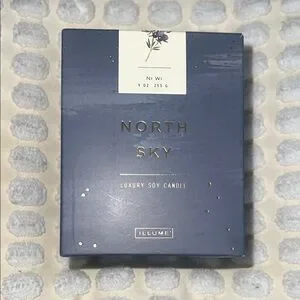 Nt Wt
9 OZ 255 G
NORTH
SKY
LUXURY SOY CANDLE
ILLUME